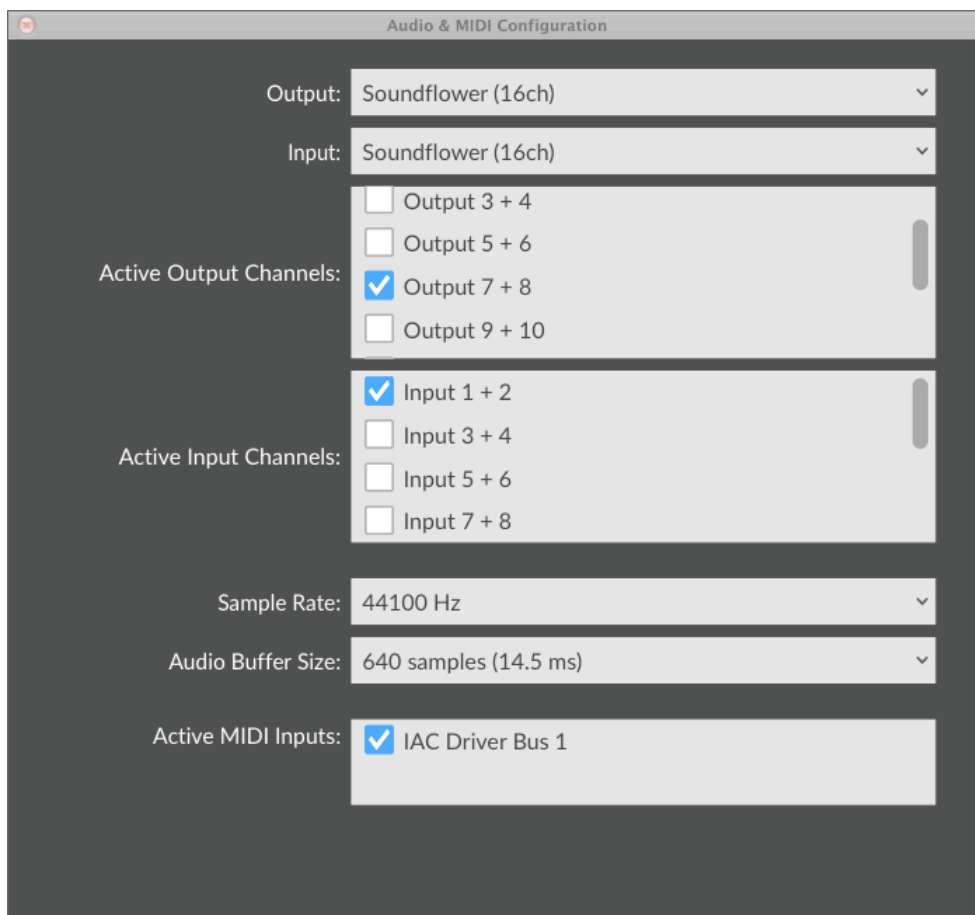 Audio & MIDI Configuration
Output: Soundflower (16ch)
Input: Soundflower (16ch)
Active Output Channels:
Output 3 + 4
Output 5 + 6
Output 7 + 8
Output 9 + 10
Active Input Channels:
Input 1 + 2
Input 3 + 4
Input 5 + 6
Input 7 + 8
Sample Rate: 44100 Hz
Audio Buffer Size: 640 samples (14.5 ms)
Active MIDI Inputs: IAC Driver Bus 1